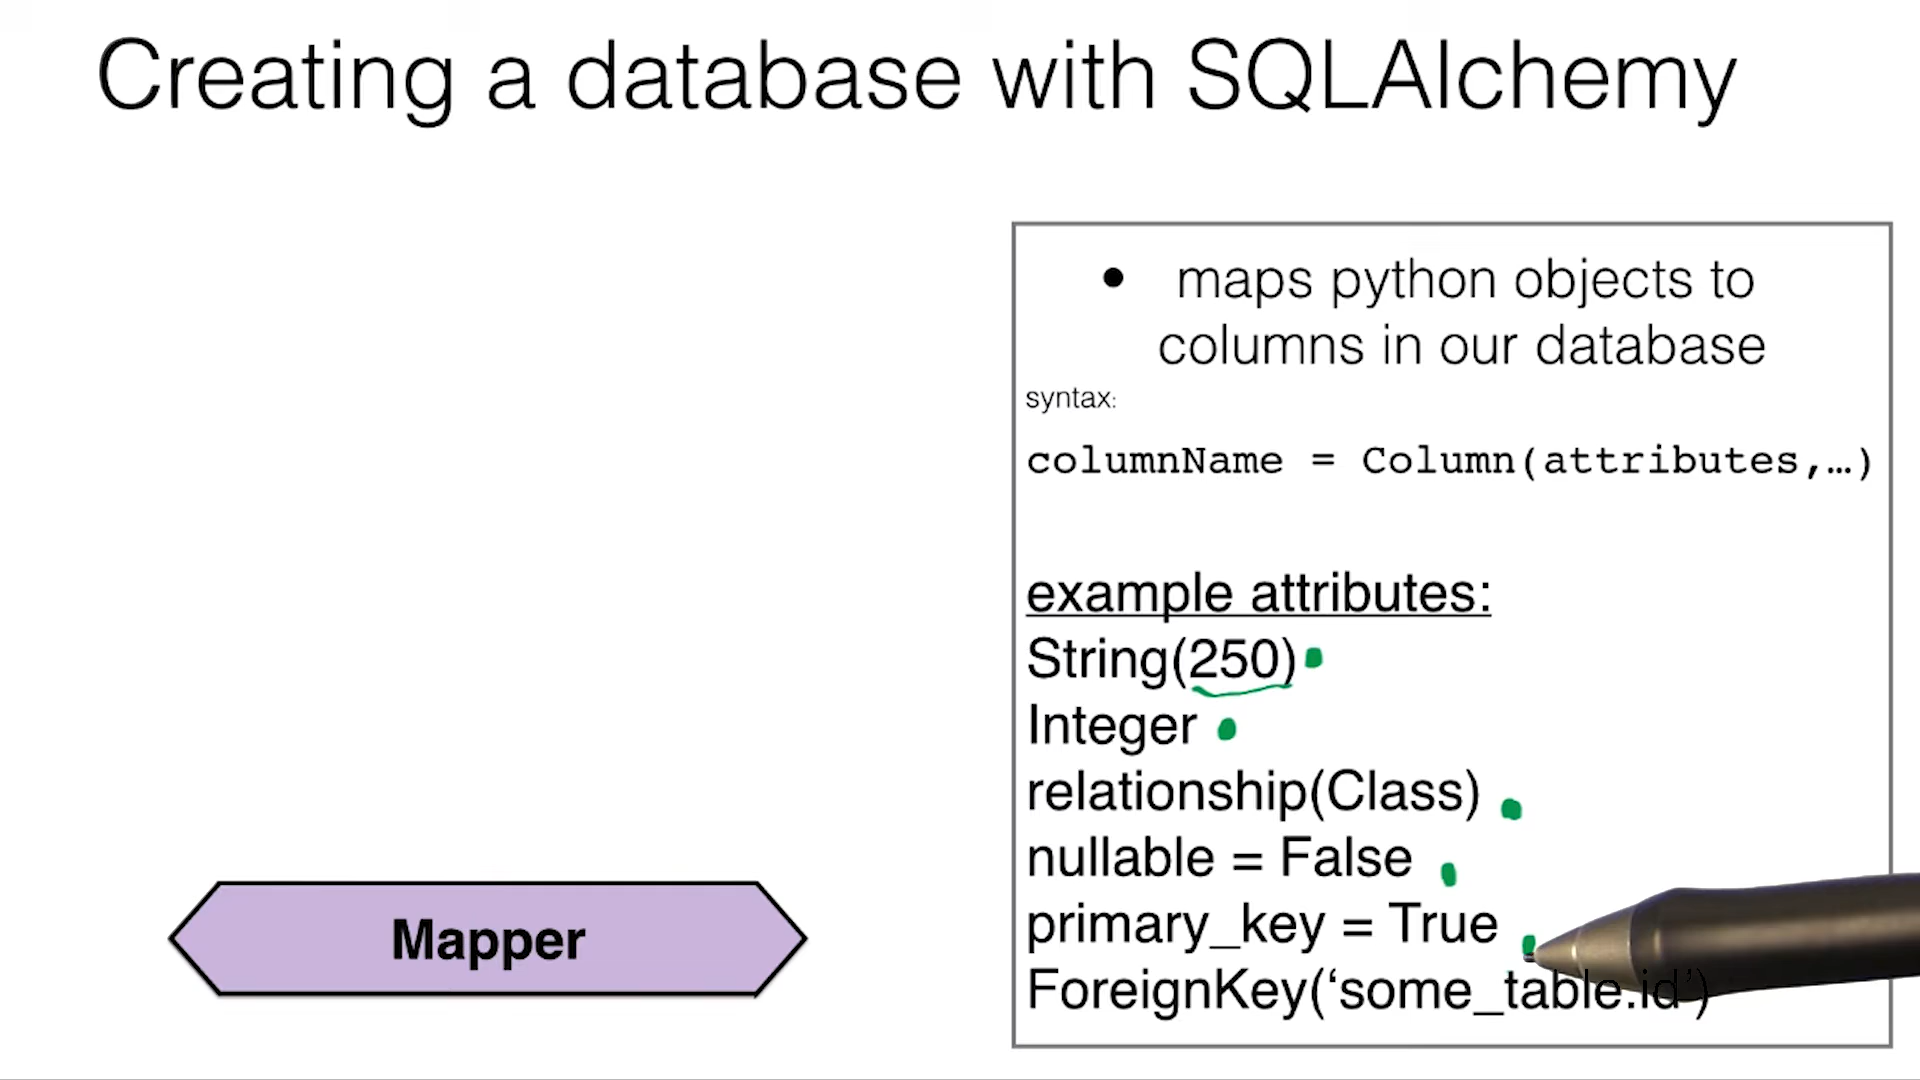 Creating a database with SQLAlchemy
• maps python objects to
columns in our database
syntax:
columnName = Column(attributes,…)
example attributes:
String(250)
Integer
relationship(Class)
nullable = False
primary_key = True
ForeignKey(‘some_table.id’)
Mapper